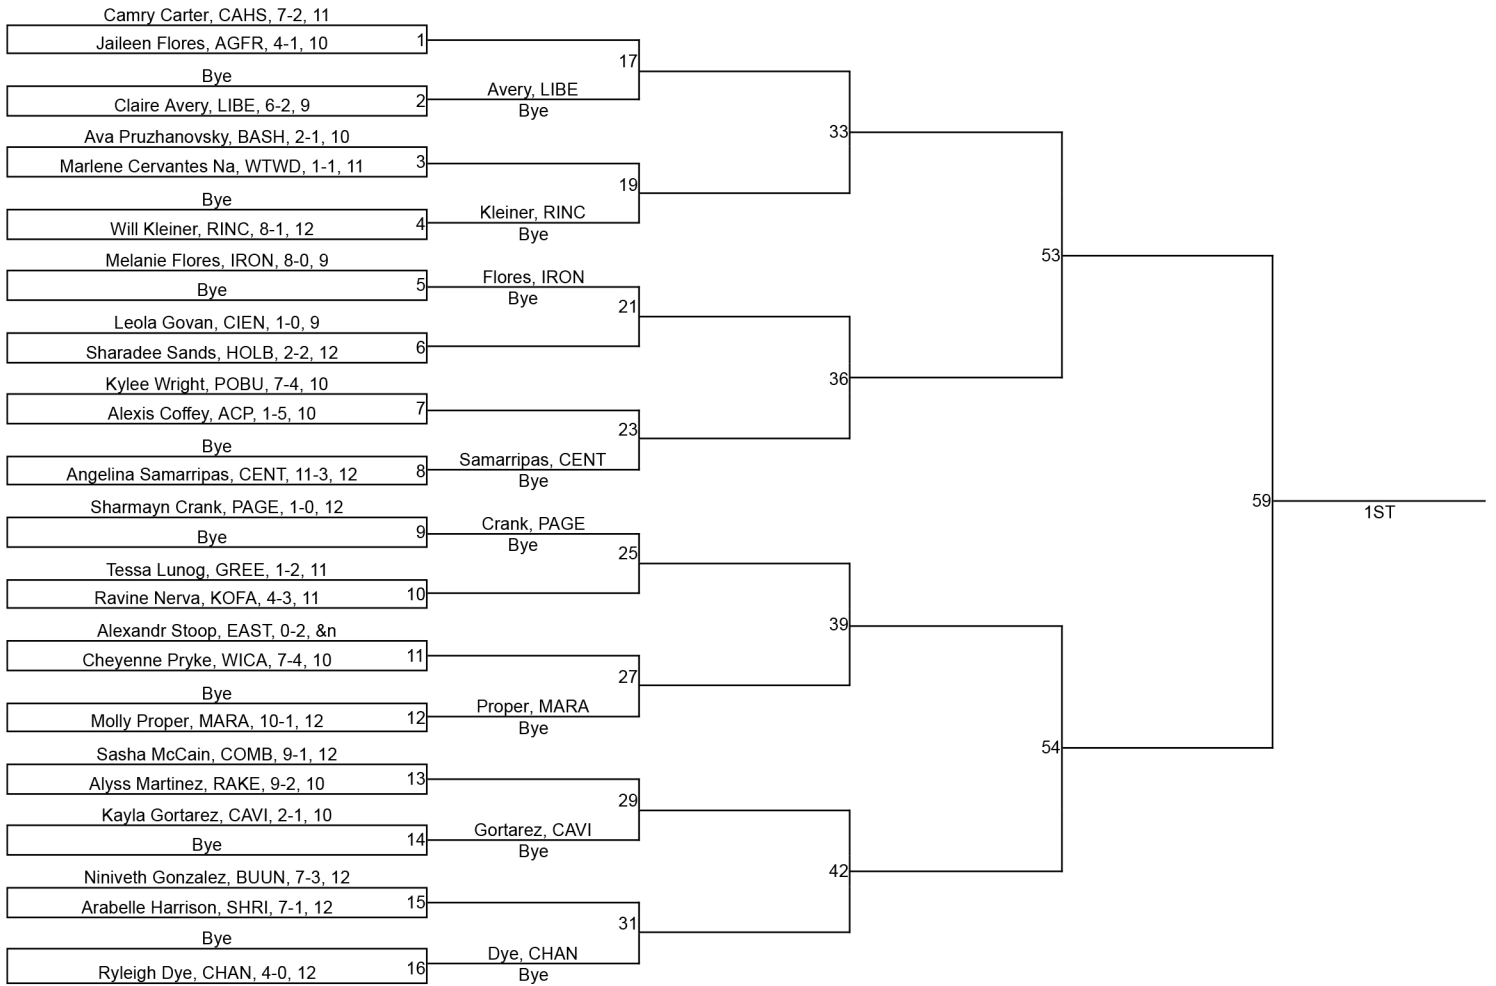 Camry Carter, CAHS, 7-2, 11
Jaileen Flores, AGFR, 4-1, 10
1
Bye
Claire Avery, LIBE, 6-2, 9
2
Ava Pruzhanovsky, BASH, 2-1, 10
Marlene Cervantes Na, WTWD, 1-1, 11
3
Bye
Will Kleiner, RINC, 8-1, 12
4
Melanie Flores, IRON, 8-0, 9
Bye
5
Leola Govan, CIEN, 1-0, 9
Sharadee Sands, HOLB, 2-2, 12
6
Kylee Wright, POBU, 7-4, 10
Alexis Coffey, ACP, 1-5, 10
7
Bye
Angelina Samarripas, CENT, 11-3, 12
8
Sharmayn Crank, PAGE, 1-0, 12
Bye
9
Tessa Lunog, GREE, 1-2, 11
Ravine Nerva, KOFA, 4-3, 11
10
Alexandr Stoop, EAST, 0-2, &n
Cheyenne Pryke, WICA, 7-4, 10
11
Bye
Molly Proper, MARA, 10-1, 12
12
Sasha McCain, COMB, 9-1, 12
Alyss Martinez, RAKE, 9-2, 10
13
Kayla Gortarez, CAVI, 2-1, 10
Bye
14
Niniveth Gonzalez, BUUN, 7-3, 12
Arabelle Harrison, SHRI, 7-1, 12
15
Bye
Ryleigh Dye, CHAN, 4-0, 12
16
17
Avery, LIBE
Bye
19
Kleiner, RINC
Bye
Flores, IRON
Bye
21
23
Samarripas, CENT
Bye
Crank, PAGE
Bye
25
27
Proper, MARA
Bye
29
Gortarez, CAVI
Bye
31
Dye, CHAN
Bye
33
36
39
42
53
54
59
1ST